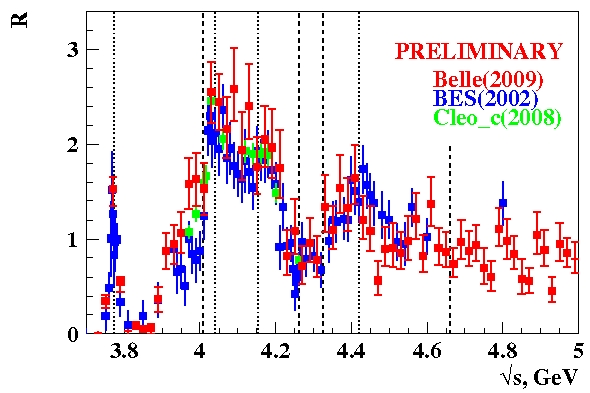 R
3
PRELIMINARY
Belle(2009)
BES(2002)
Cleo_c(2008)
2
1
0
3.8 4 4.2 4.4 4.6 4.8 5
√s, GeV